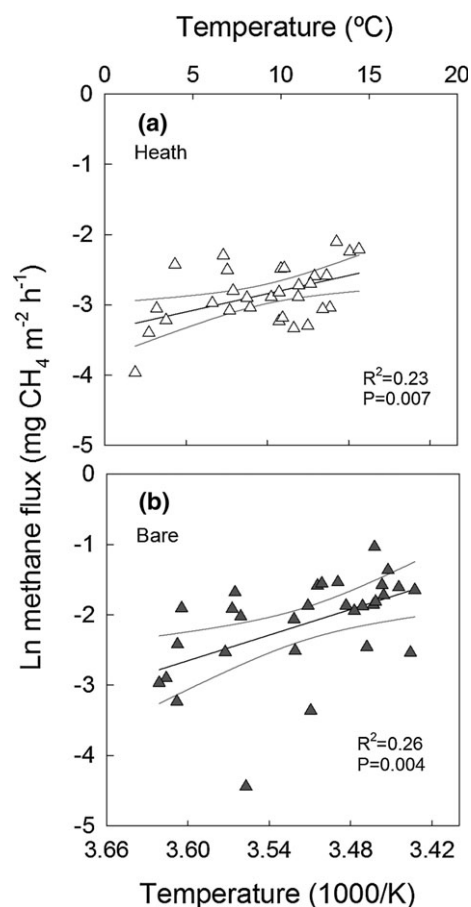 Temperature (ºC)
0 5 10 15 20
0
(a)
Heath
-1
-2
-3
-4
-5
R²=0.23
P=0.007
Ln methane flux (mg CH₄ m⁻² h⁻¹)
0
(b)
Bare
-1
-2
-3
-4
-5
R²=0.26
P=0.004
3.66 3.60 3.54 3.48 3.42
Temperature (1000/K)